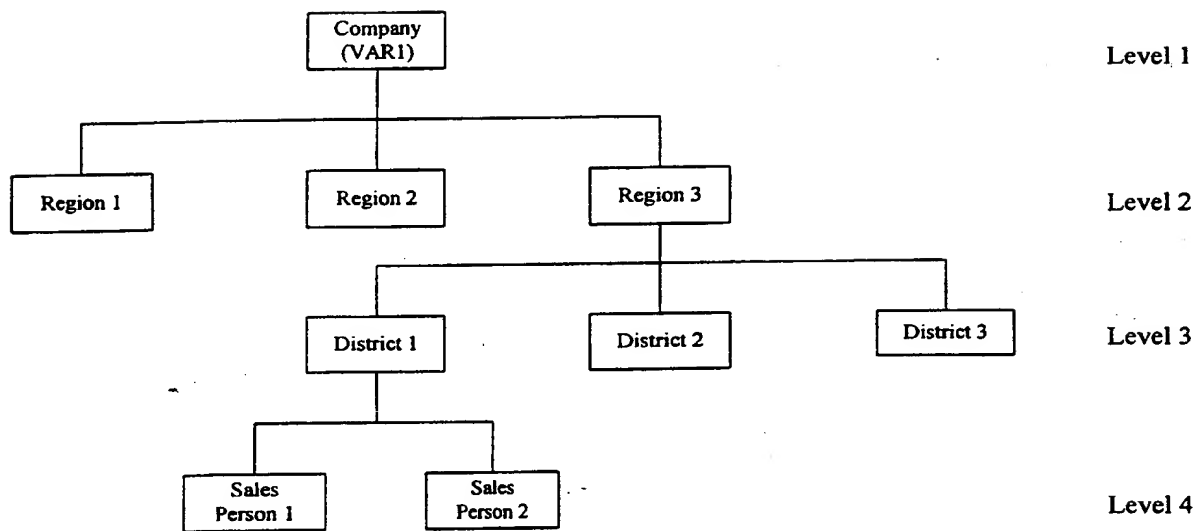 Company
(VAR1)
Level 1
Region 1
Region 2
Region 3
Level 2
District 1
District 2
District 3
Level 3
Sales
Person 1
Sales
Person 2
Level 4